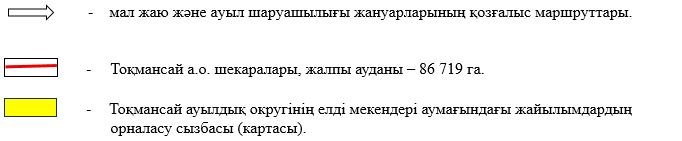 - мал жаю және ауыл шаруашылығы жануарларының қозғалыс маршруттары.
- Тоқмансай а.о. шекаралары, жалпы ауданы – 86 719 га.
- Тоқмансай ауылдық округінің елді мекендері аумағындағы жайылымдардың
орналасу сызбасы (картасы).